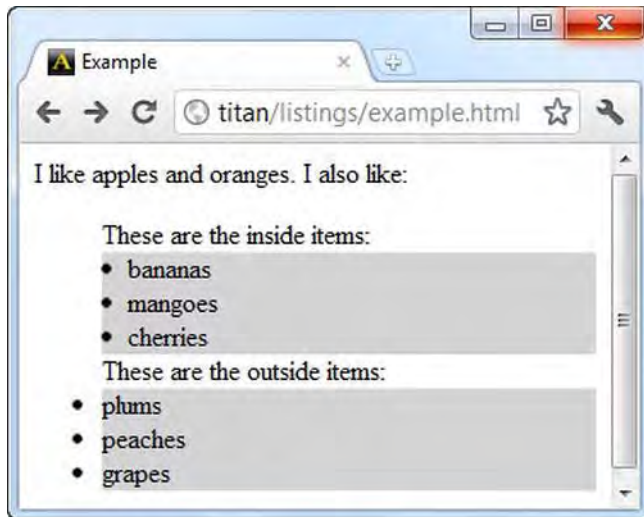 Example
titan/listings/example.html
I like apples and oranges. I also like:
These are the inside items:
• bananas
• mangoes
• cherries
These are the outside items:
• plums
• peaches
• grapes